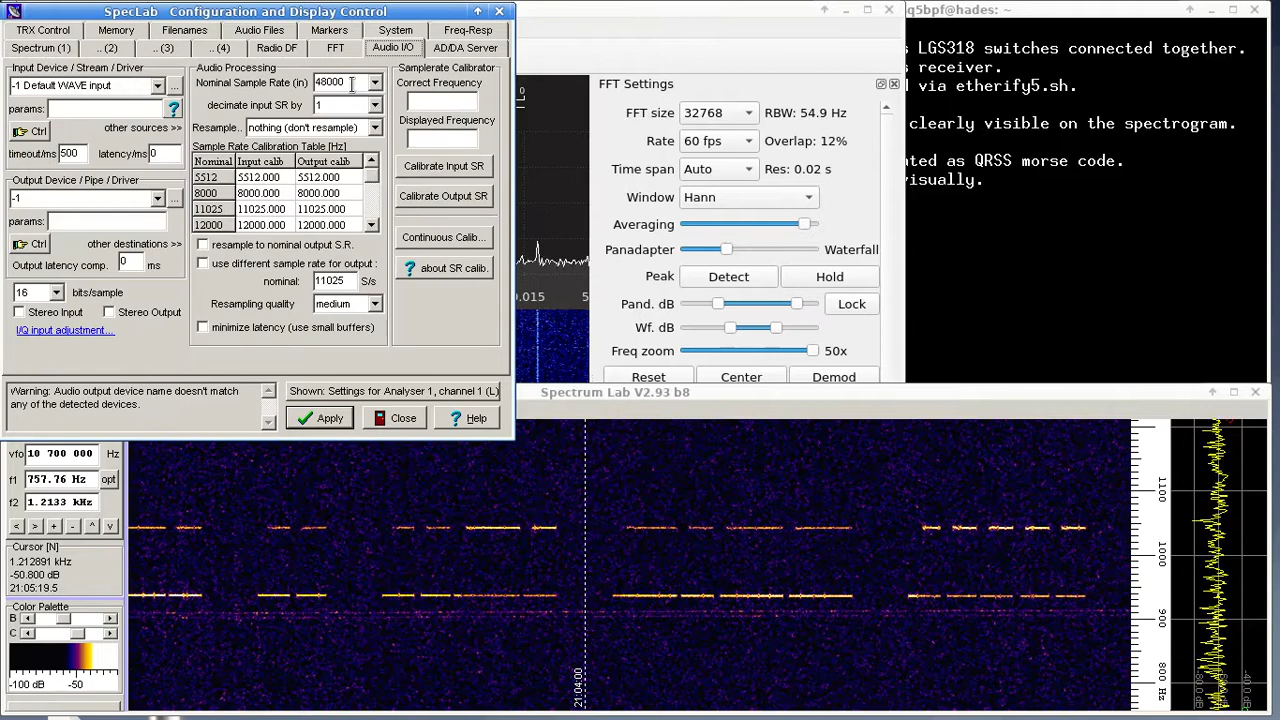 SpecLab Configuration and Display Control
TRX Control Memory Filenames Audio Files Markers System Freq-Resp
Spectrum (1) .. (2) .. (3) .. (4) Radio DF FFT Audio I/O AD/DA Server
Input Device / Stream / Driver
-1 Default WAVE Input ...
params: ?
Ctrl other sources >>
timeout/ms 500 latency/ms 0
Output Device / Pipe / Driver
-1 ...
params:
Ctrl other destinations >>
Output latency comp. 0 ms
16 bits/sample
Stereo Input Stereo Output
I/Q input adjustment...
Audio Processing
Nominal Sample Rate (in) 48000
decimate input SR by 1
Resample.. nothing (don't resample)
Sample Rate Calibration Table [Hz]
Nominal Input calib Output calib
5512 5512.000 5512.000
8000 8000.000 8000.000
11025 11025.000 11025.000
12000 12000.000 12000.000
resample to nominal output S.R.
use different sample rate for output :
nominal: 11025 S/s
Resampling quality medium
minimize latency (use small buffers)
Samplerate Calibrator
Correct Frequency
Displayed Frequency
Calibrate Input SR
Calibrate Output SR
Continuous Calib...
? about SR calib.
Warning: Audio output device name doesn't match
any of the detected devices.
Shown: Settings for Analyser 1, channel 1 (L)
Apply Close ? Help
0
.015 5
FFT Settings
FFT size 32768 RBW: 54.9 Hz
Rate 60 fps Overlap: 12%
Time span Auto Res: 0.02 s
Window Hann
Averaging
Panadapter Waterfall
Peak Detect Hold
Pand. dB Lock
Wf. dB
Freq zoom 50x
Reset Center Demod
q5bpf@hades: ~
s LGS318 switches connected together.
s receiver.
d via etherify5.sh.
clearly visible on the spectrogram.
nted as QRSS morse code.
visually.
Spectrum Lab V2.93 b8
rfo 10 700 000 Hz
f1 757.76 Hz opt
f2 1.2133 kHz
< > + - ^ v
Cursor [N]
1.212891 kHz
-50.800 dB
21:05:19.5
Color Palette
B
C
-100 dB -50
21:04:00
1100
1000
900
800 Hz
-80.0 dB
-40.0